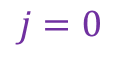 j = 0